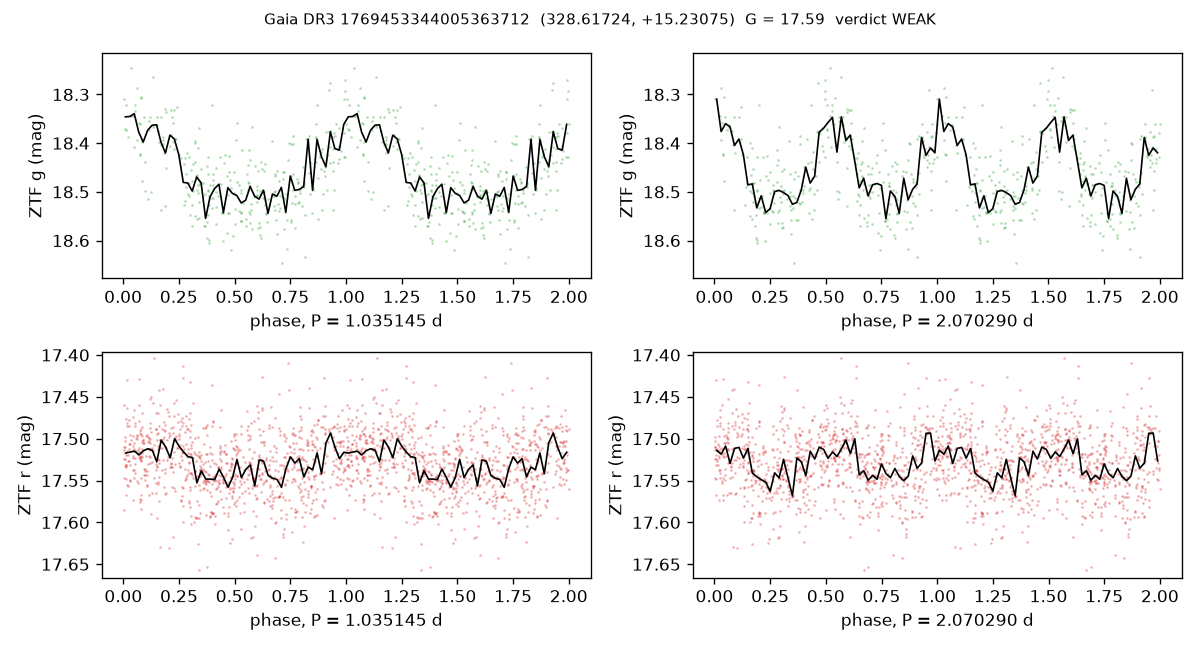 Gaia DR3 1769453344005363712 (328.61724, +15.23075) G = 17.59 verdict WEAK
ZTF g (mag)
18.3
18.4
18.5
18.6
0.00 0.25 0.50 0.75 1.00 1.25 1.50 1.75 2.00
phase, P = 1.035145 d
ZTF g (mag)
18.3
18.4
18.5
18.6
0.00 0.25 0.50 0.75 1.00 1.25 1.50 1.75 2.00
phase, P = 2.070290 d
ZTF r (mag)
17.40
17.45
17.50
17.55
17.60
17.65
0.00 0.25 0.50 0.75 1.00 1.25 1.50 1.75 2.00
phase, P = 1.035145 d
ZTF r (mag)
17.40
17.45
17.50
17.55
17.60
17.65
0.00 0.25 0.50 0.75 1.00 1.25 1.50 1.75 2.00
phase, P = 2.070290 d